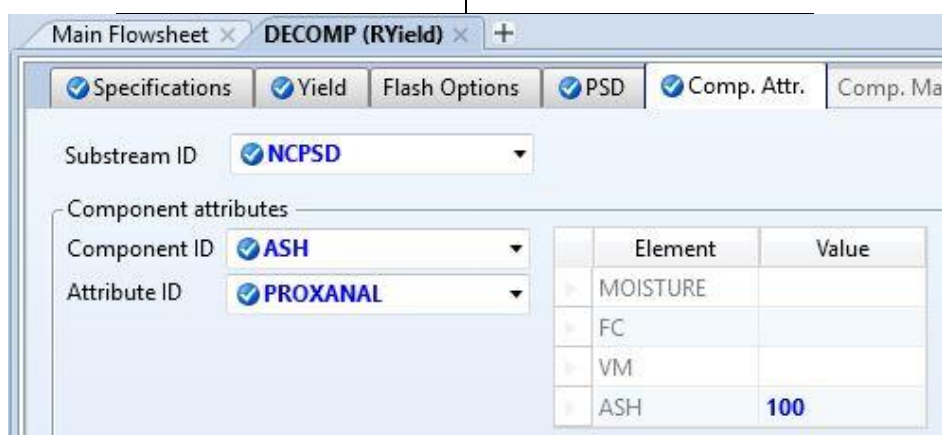 Main Flowsheet × DECOMP (RYield) × +
Specifications Yield Flash Options PSD Comp. Attr. Comp. Ma
Substream ID NCPSD
Component attributes
Component ID ASH Element Value
Attribute ID PROXANAL MOISTURE
FC
VM
ASH 100